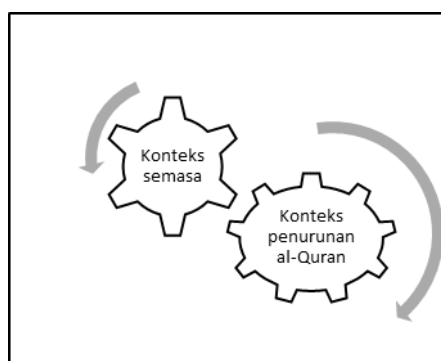 Konteks
semasa
Konteks
penurunan
al-Quran